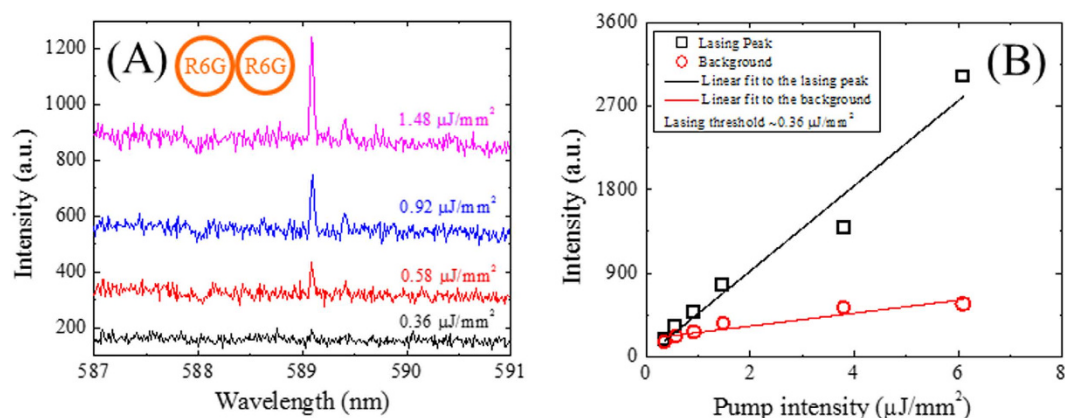 (A)
R6G R6G
1.48 μJ/mm²
0.92 μJ/mm²
0.58 μJ/mm²
0.36 μJ/mm²
1200
1000
800
600
400
200
587 588 589 590 591
Intensity (a.u.)
Wavelength (nm)
(B)
Lasing Peak
Background
Linear fit to the lasing peak
Linear fit to the background
Lasing threshold ~0.36 μJ/mm²
3600
2700
1800
900
0
0 2 4 6 8
Intensity (a.u.)
Pump intensity (μJ/mm²)